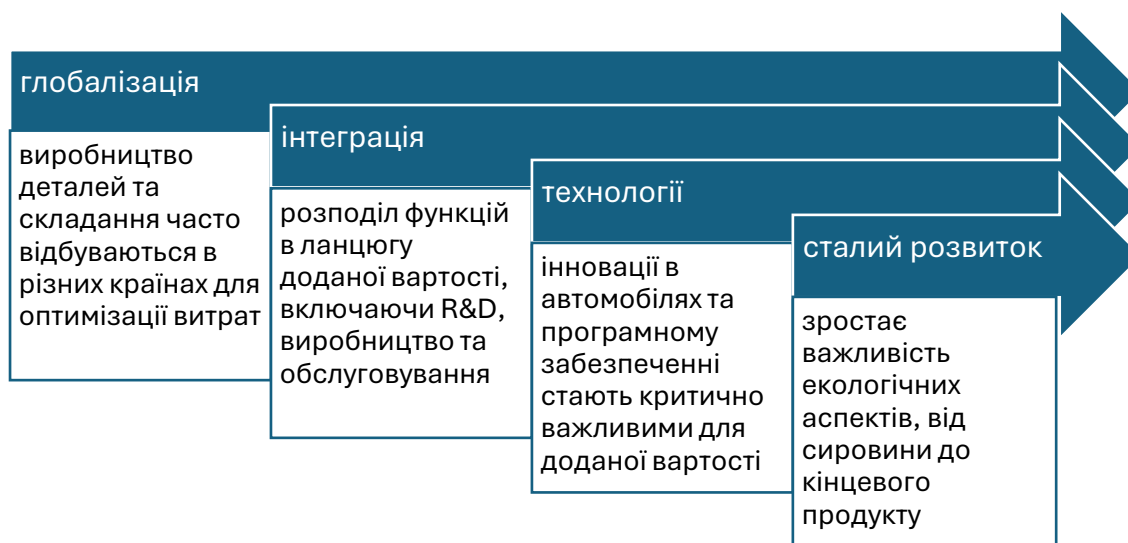 глобалізація
виробництво
деталей та
складання часто
відбуваються в
різних країнах для
оптимізації витрат
інтеграція
розподіл функцій
в ланцюгу
доданої вартості,
включаючи R&D,
виробництво та
обслуговування
технології
інновації в
автомобілях та
програмному
забезпеченні
стають критично
важливими для
доданої вартості
сталий розвиток
зростає
важливість
екологічних
аспектів, від
сировини до
кінцевого
продукту